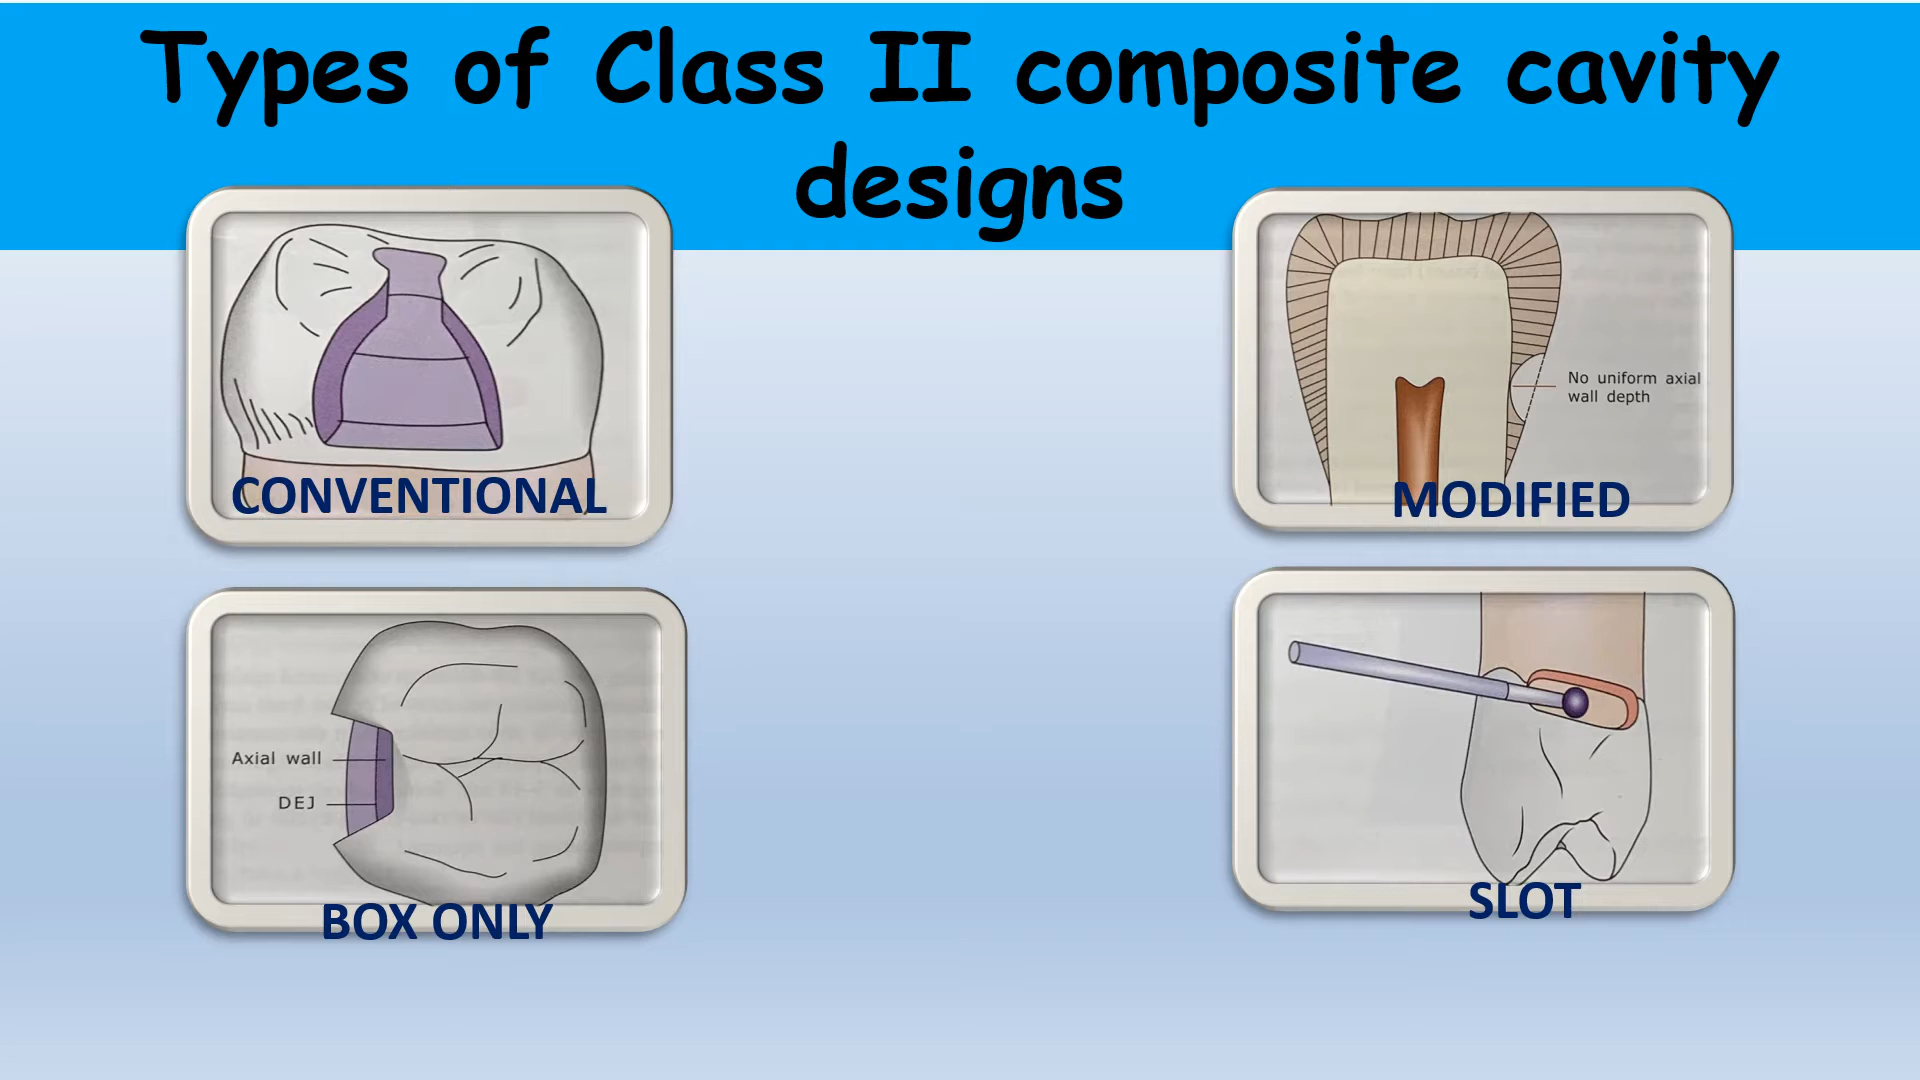 Types of Class II composite cavity
designs
CONVENTIONAL
No uniform axial
wall depth
MODIFIED
Axial wall
DEJ
BOX ONLY
SLOT